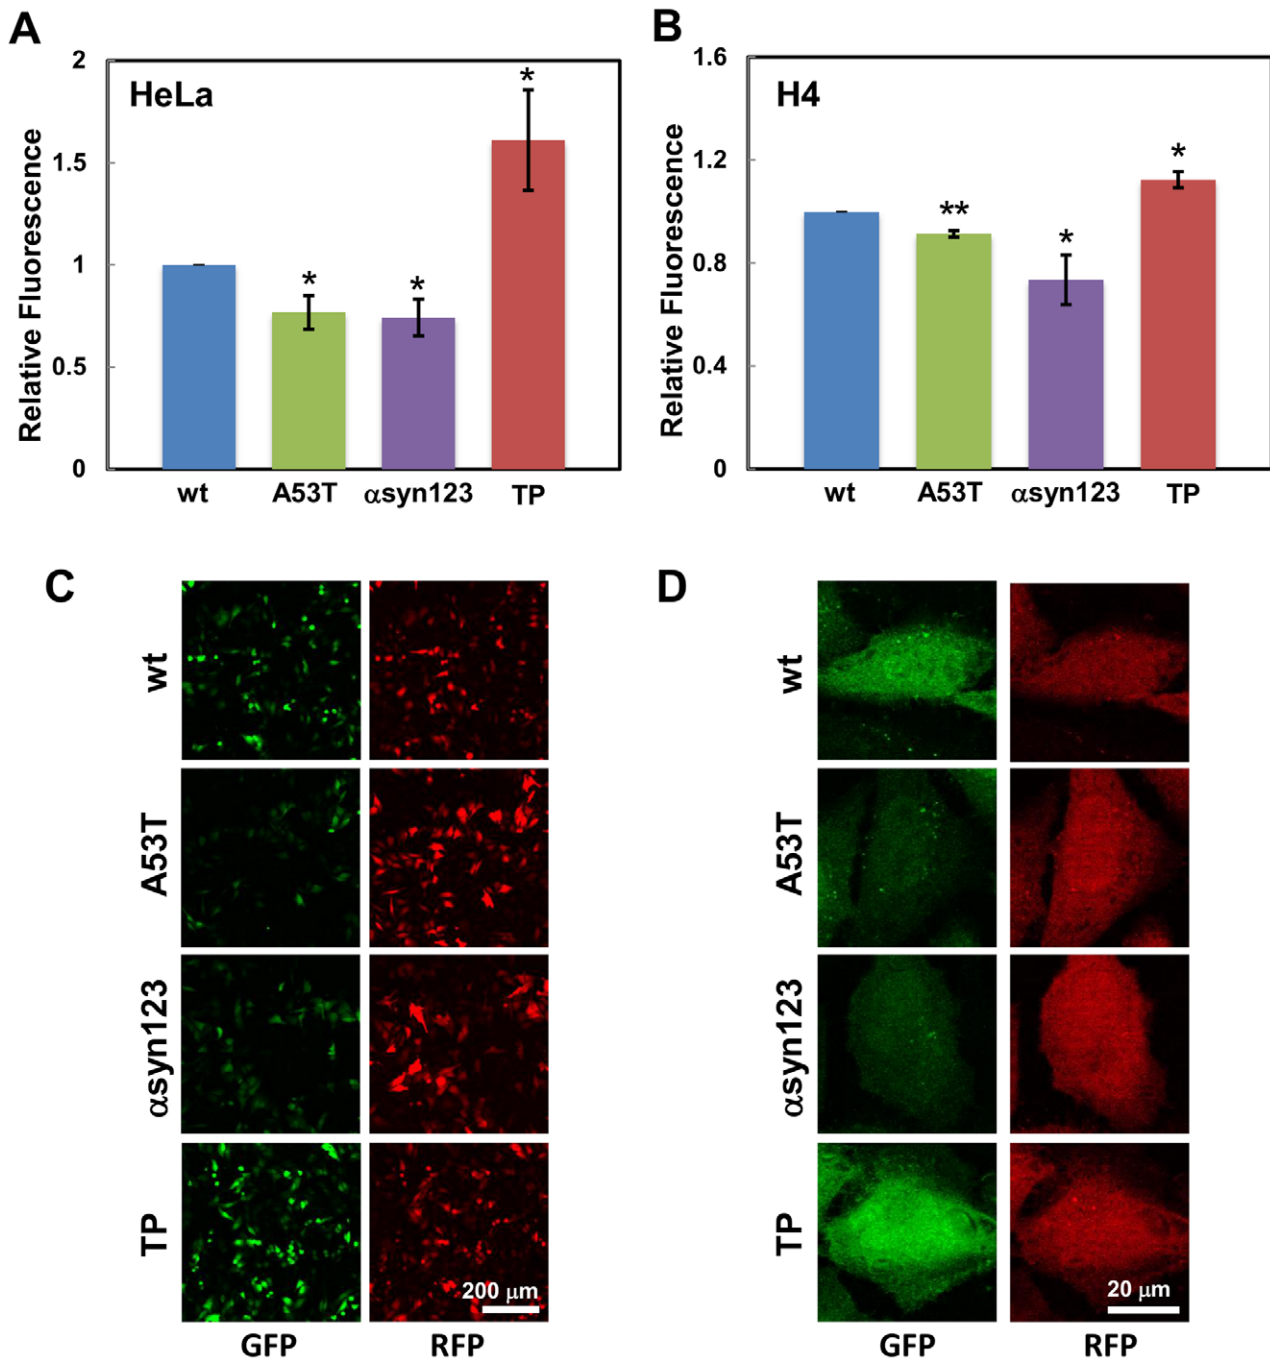 A
HeLa
Relative Fluorescence
2
1.5
1
0.5
0
*
*
*
wt
A53T
αsyn123
TP
B
H4
Relative Fluorescence
1.6
1.2
0.8
0.4
0
**
*
*
wt
A53T
αsyn123
TP
C
wt
A53T
αsyn123
TP
200 μm
GFP
RFP
D
wt
A53T
αsyn123
TP
20 μm
GFP
RFP